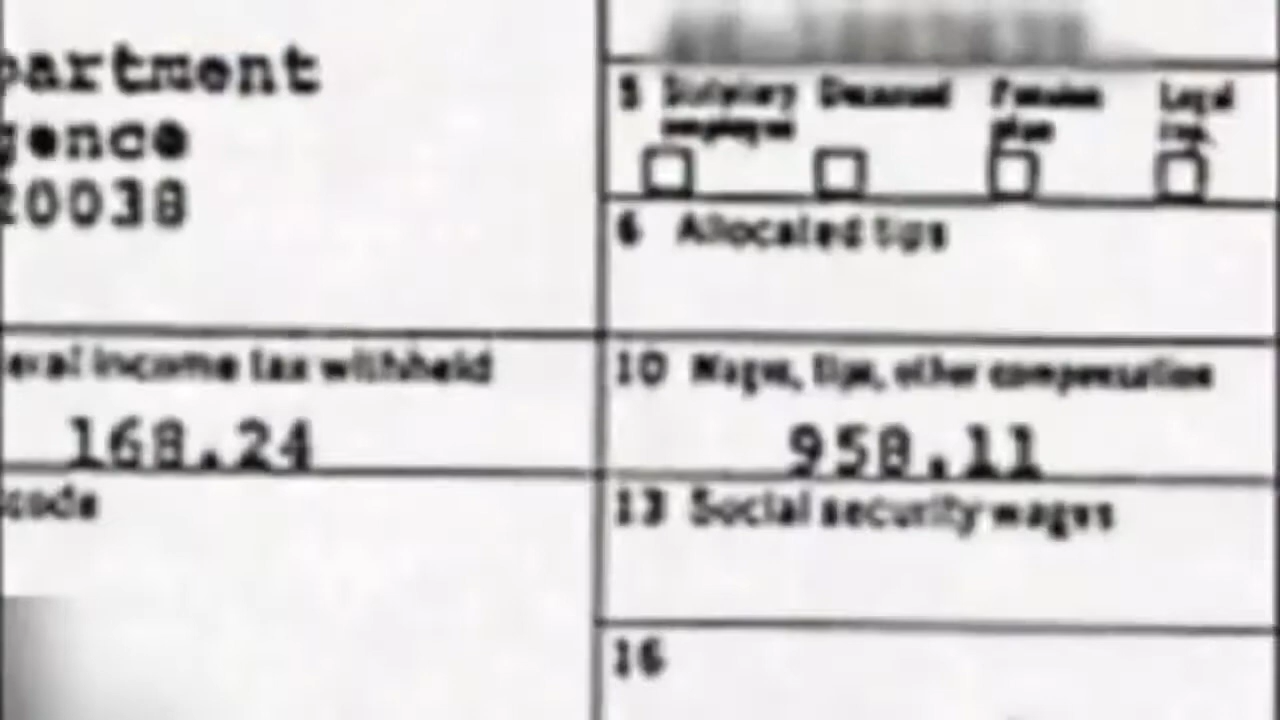 partment
gence
20038
5 Statutory employee Deceased Pension plan Legal rep.
6 Allocated tips
eral income tax withheld
168.24
10 Wages, tips, other compensation
958.11
code
13 Social security wages
16